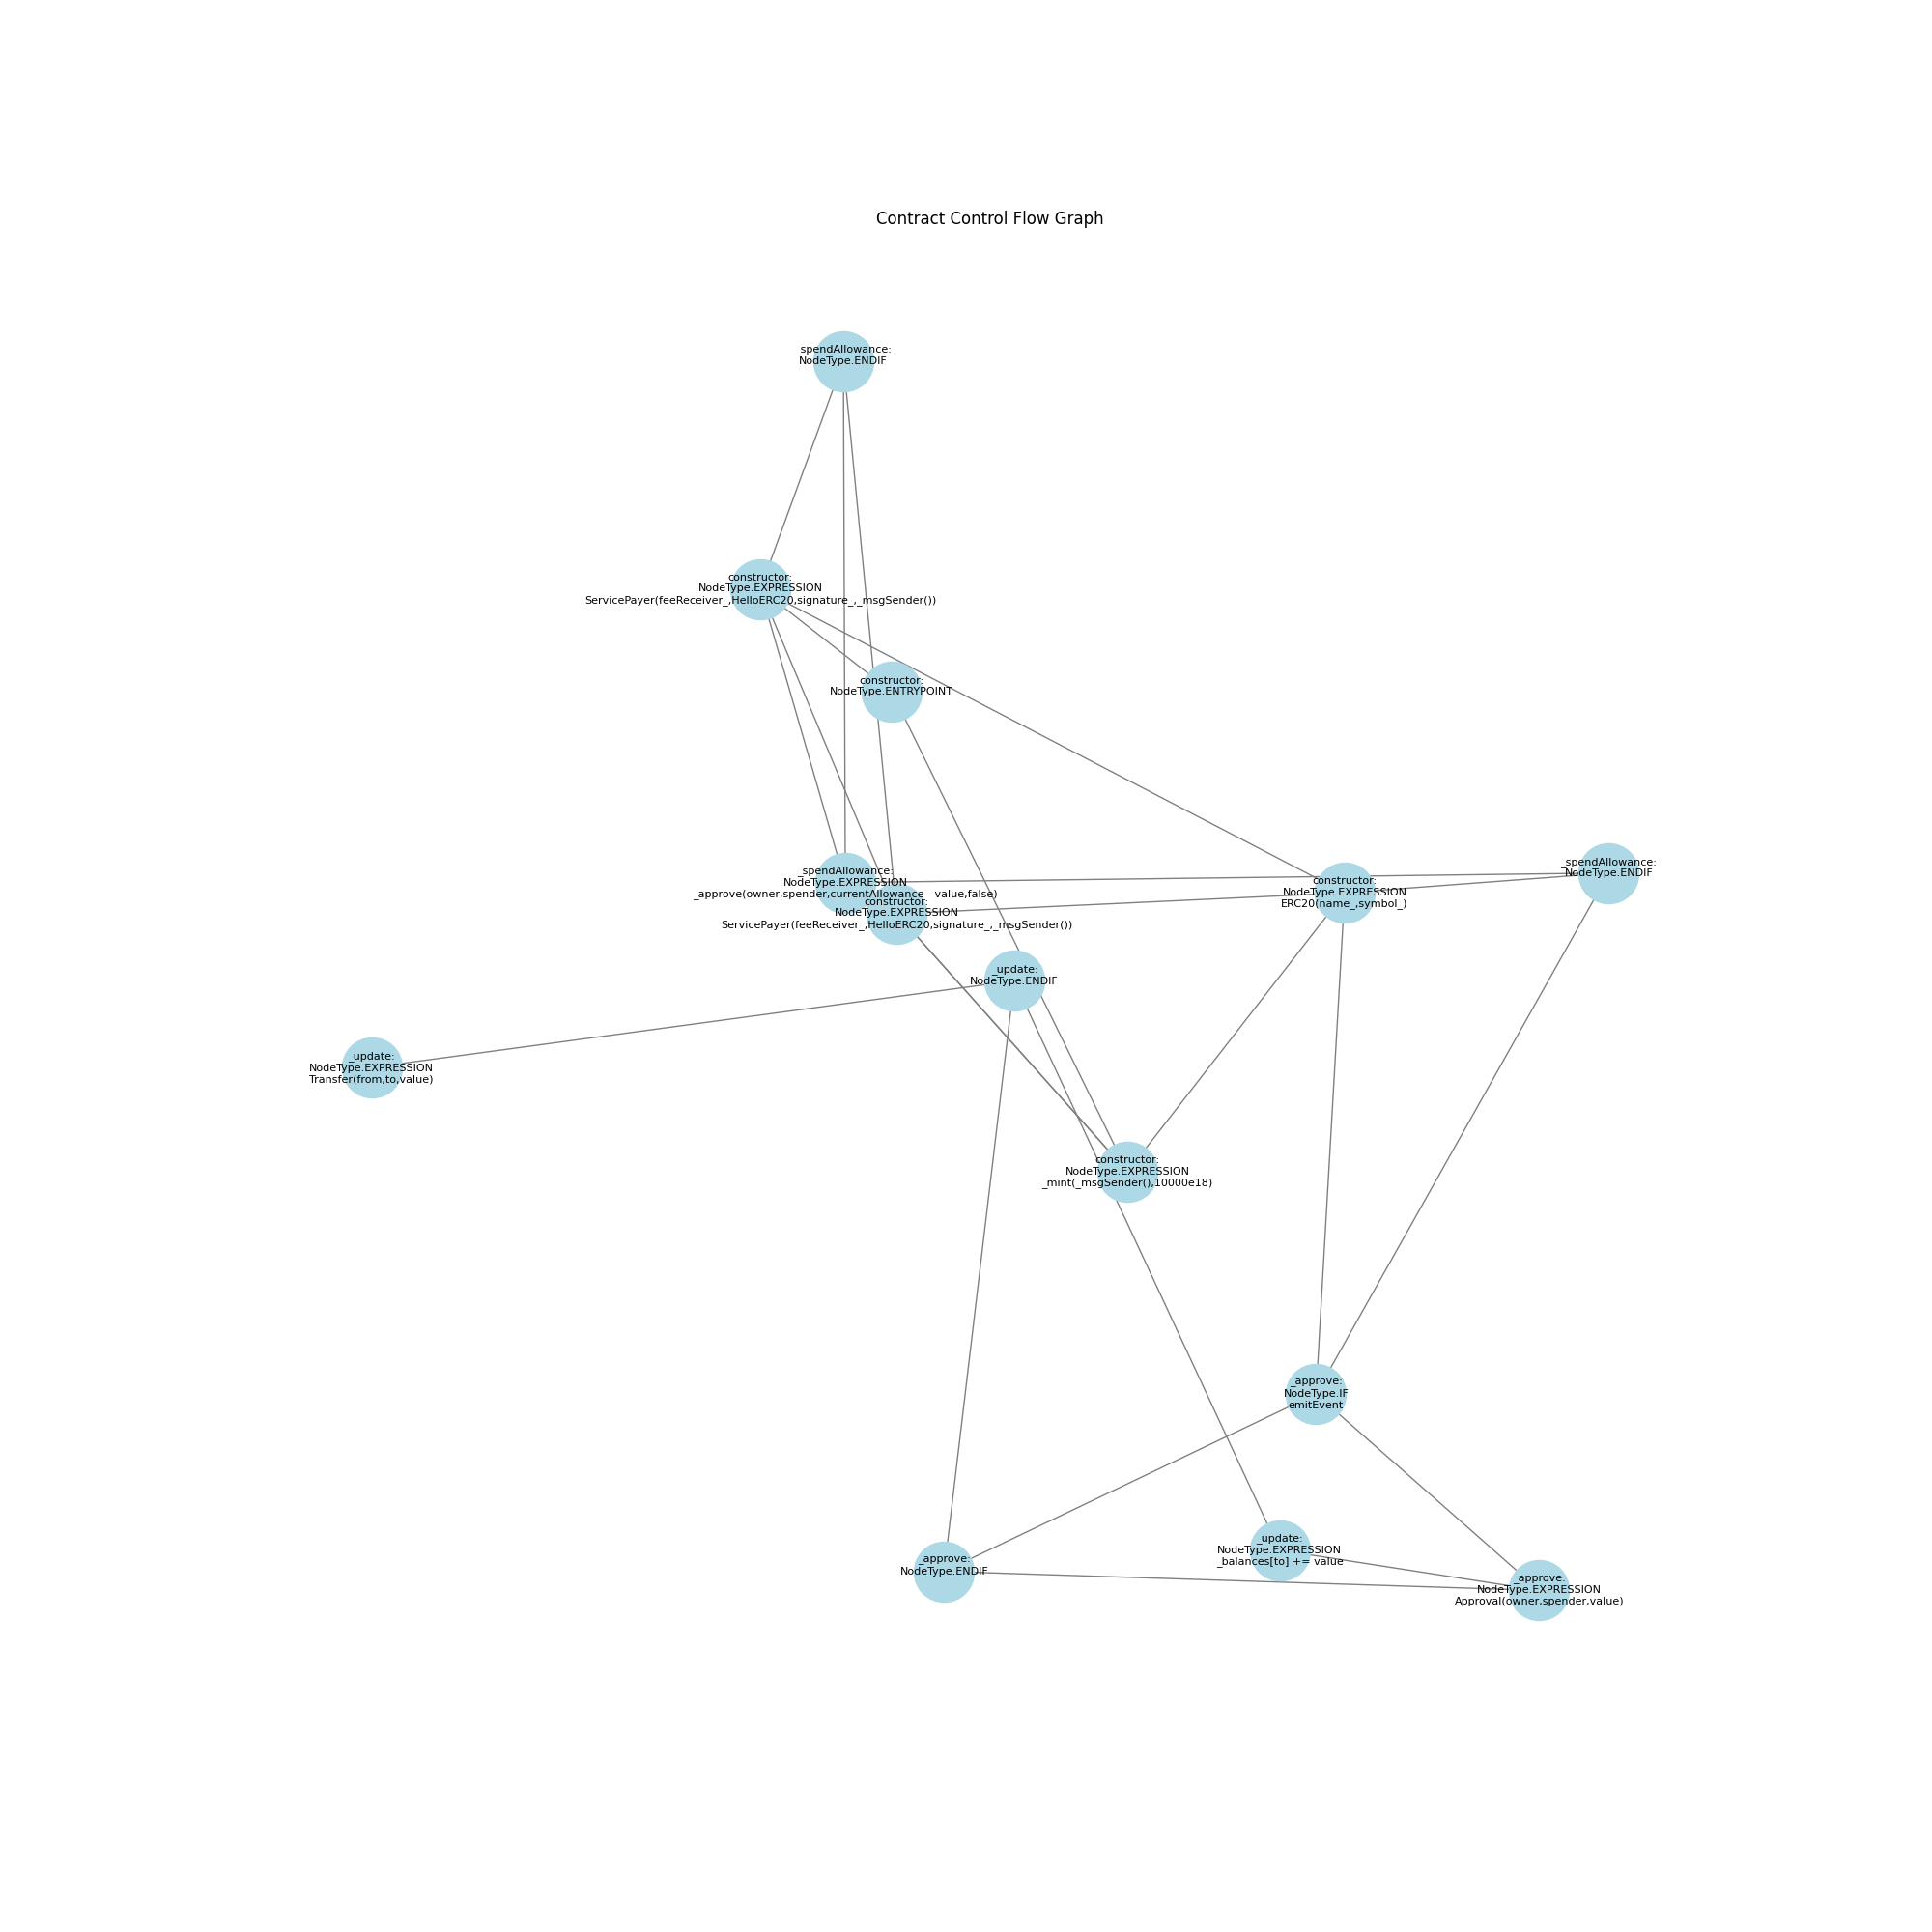 Contract Control Flow Graph
_spendAllowance:
NodeType.ENDIF
constructor:
NodeType.EXPRESSION
ServicePayer(feeReceiver_,HelloERC20,signature_,_msgSender())
constructor:
NodeType.ENTRYPOINT
_spendAllowance:
NodeType.EXPRESSION
_approve(owner,spender,currentAllowance - value,false)
constructor:
NodeType.EXPRESSION
ServicePayer(feeReceiver_,HelloERC20,signature_,_msgSender())
constructor:
NodeType.EXPRESSION
ERC20(name_,symbol_)
_spendAllowance:
NodeType.ENDIF
_update:
NodeType.ENDIF
_update:
NodeType.EXPRESSION
Transfer(from,to,value)
constructor:
NodeType.EXPRESSION
_mint(_msgSender(),10000e18)
_approve:
NodeType.IF
emitEvent
_update:
NodeType.EXPRESSION
_balances[to] += value
_approve:
NodeType.ENDIF
_approve:
NodeType.EXPRESSION
Approval(owner,spender,value)